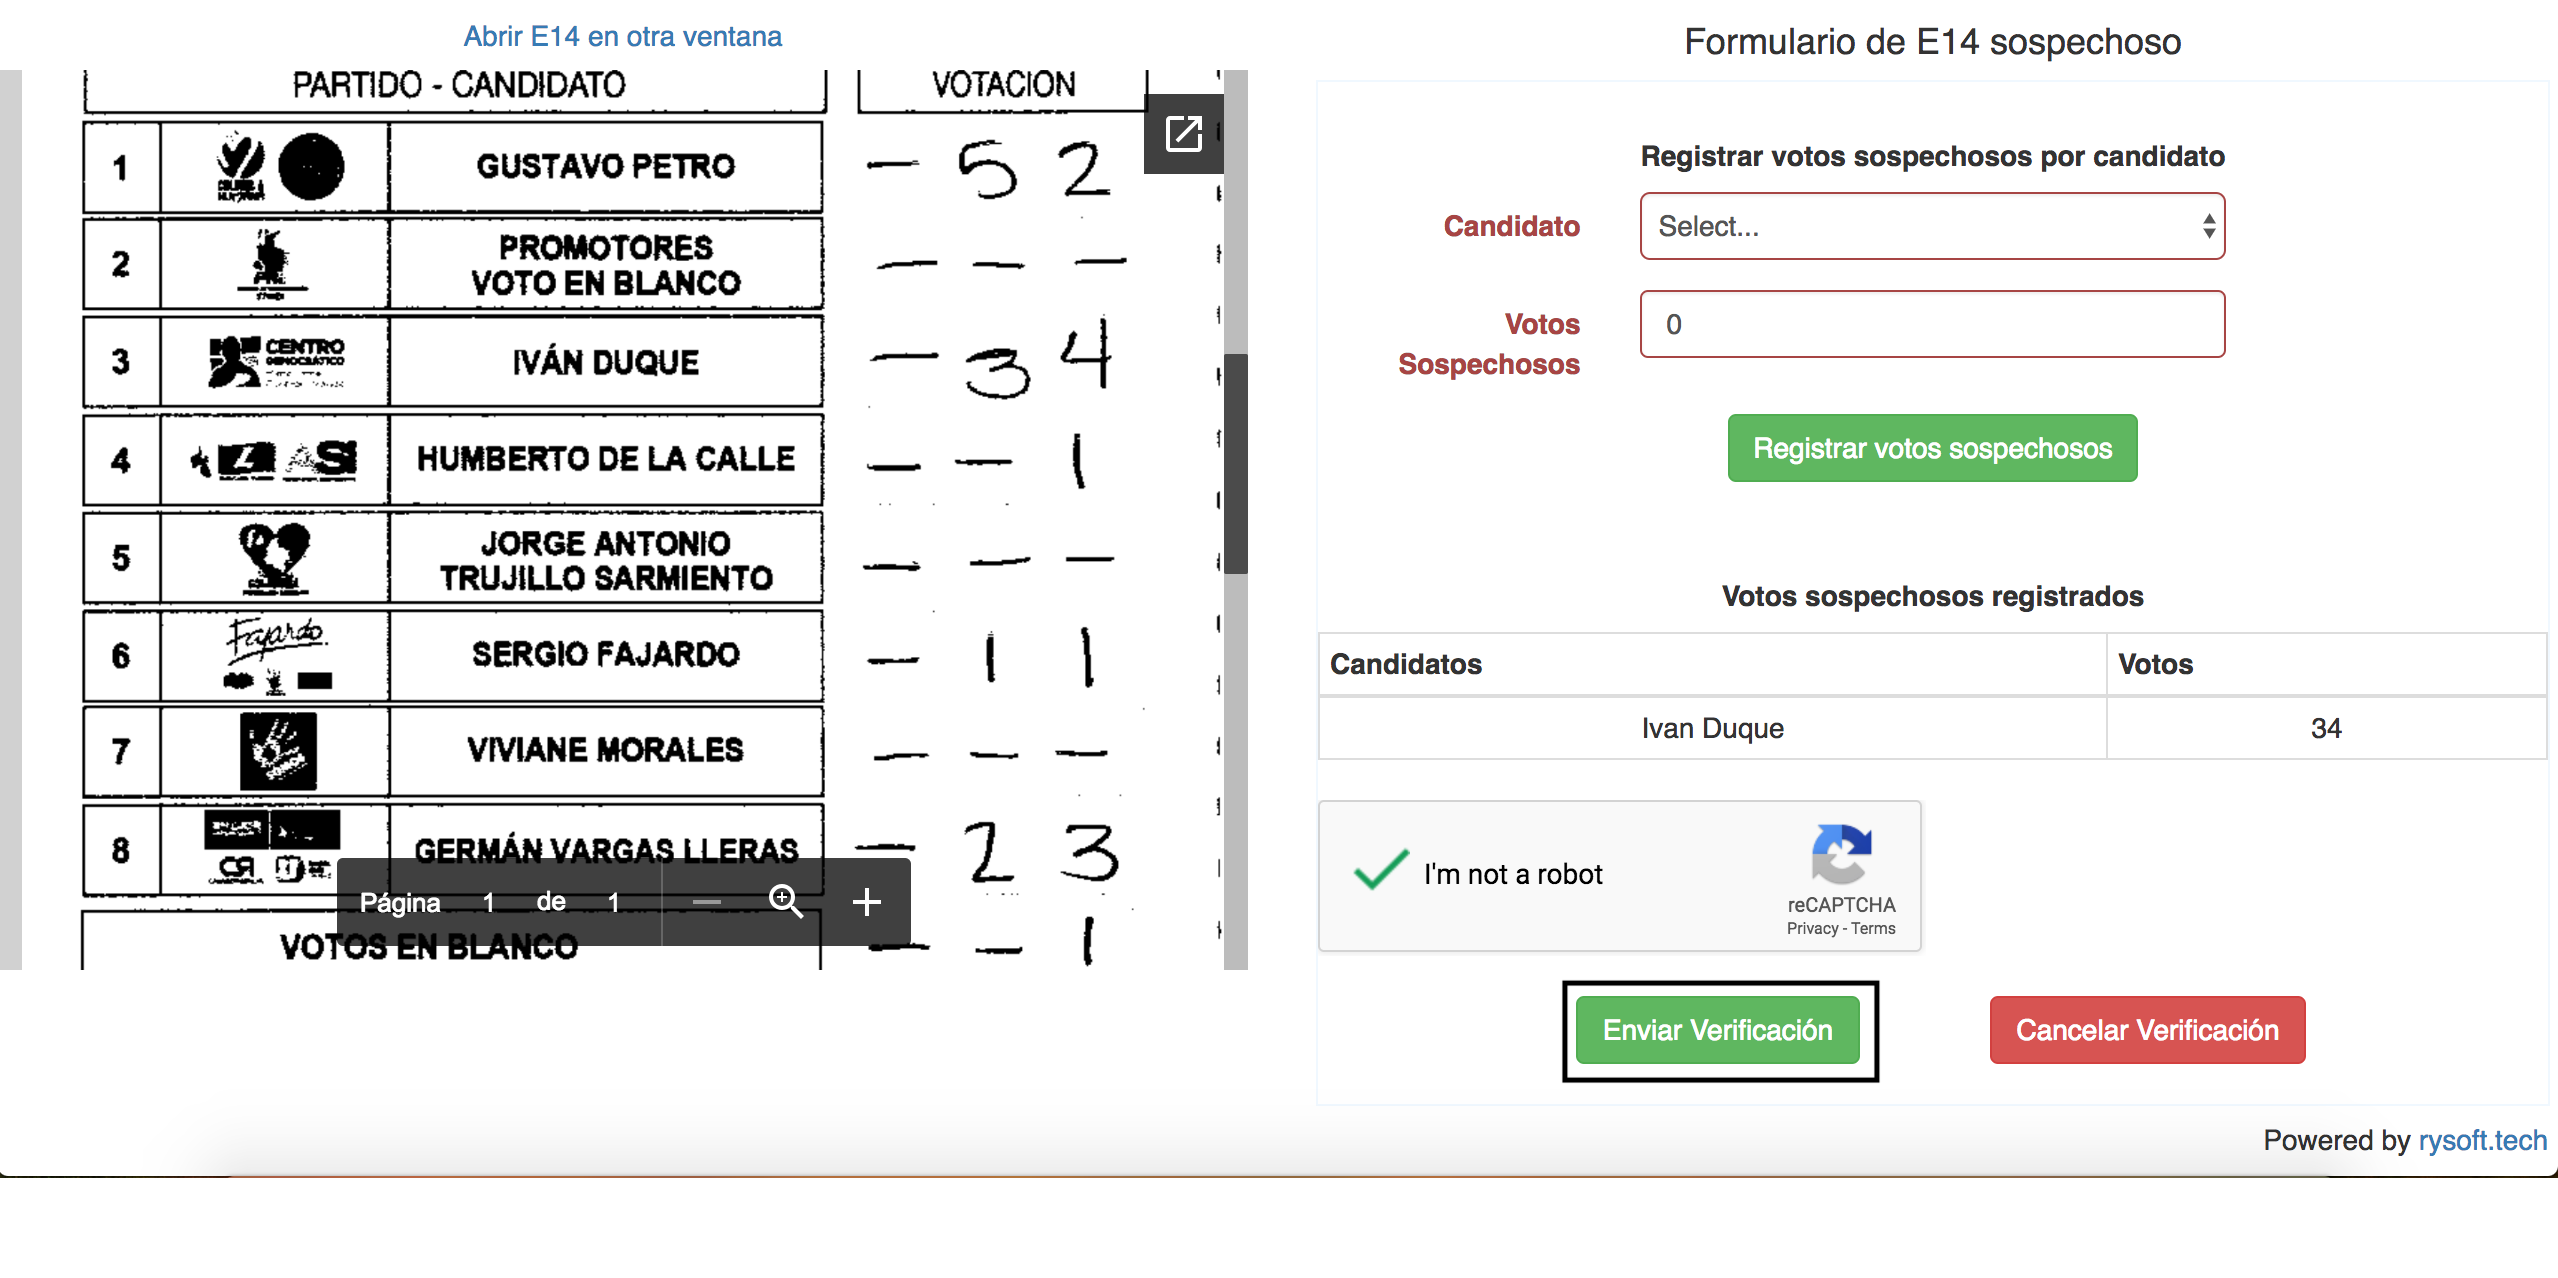 Abrir E14 en otra ventana
PARTIDO - CANDIDATO
VOTACION
1
GUSTAVO PETRO
- 5 2
2
PROMOTORES
VOTO EN BLANCO
- - -
3
CENTRO
DEMOCRÁTICO
IVÁN DUQUE
- 3 4
4
HUMBERTO DE LA CALLE
- - 1
5
JORGE ANTONIO
TRUJILLO SARMIENTO
- - -
6
Fajardo
SERGIO FAJARDO
- 1 1
7
VIVIANE MORALES
- - -
8
CR
GERMÁN VARGAS LLERAS
- 2 3
Página 1 de 1
VOTOS EN BLANCO
- - 1
Formulario de E14 sospechoso
Registrar votos sospechosos por candidato
Candidato
Select...
Votos
Sospechosos
0
Registrar votos sospechosos
Votos sospechosos registrados
Candidatos Votos
Ivan Duque 34
I'm not a robot
reCAPTCHA
Privacy - Terms
Enviar Verificación
Cancelar Verificación
Powered by rysoft.tech